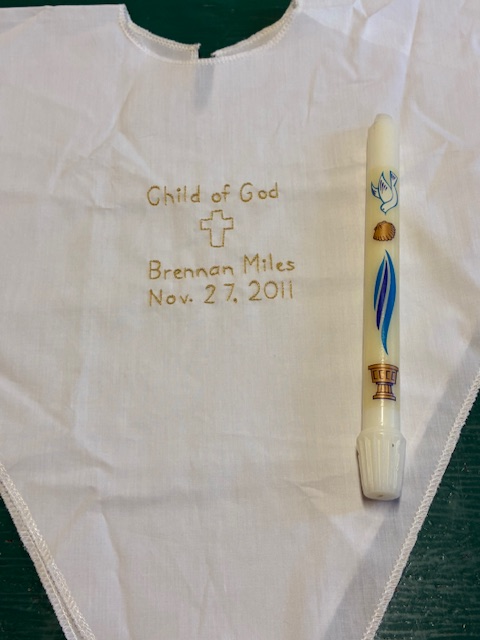 Child of God
Brennan Miles
Nov. 27, 2011